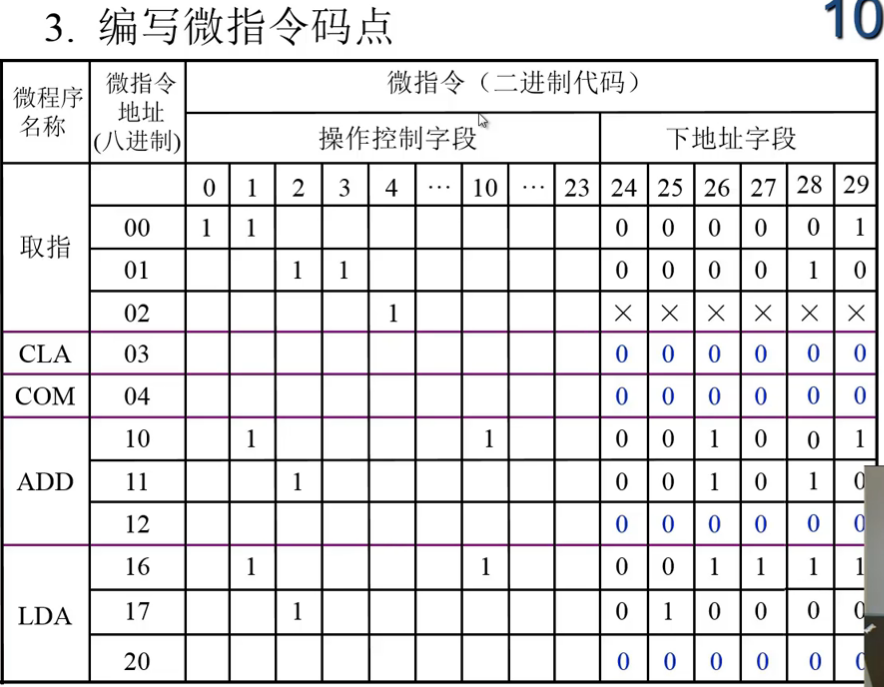 3. 编写微指令码点
10
微程序名称 微指令地址(八进制) 微指令（二进制代码）
操作控制字段 下地址字段
0 1 2 3 4 … 10 … 23 24 25 26 27 28 29
取指
00 1 1 0 0 0 0 0 1
01 1 1 0 0 0 0 1 0
02 1 × × × × × ×
CLA 03 0 0 0 0 0 0
COM 04 0 0 0 0 0 0
ADD
10 1 1 0 0 1 0 0 1
11 1 0 0 1 0 1 0
12 0 0 0 0 0 0
LDA
16 1 1 0 0 1 1 1 1
17 1 0 1 0 0 0 0
20 0 0 0 0 0 0